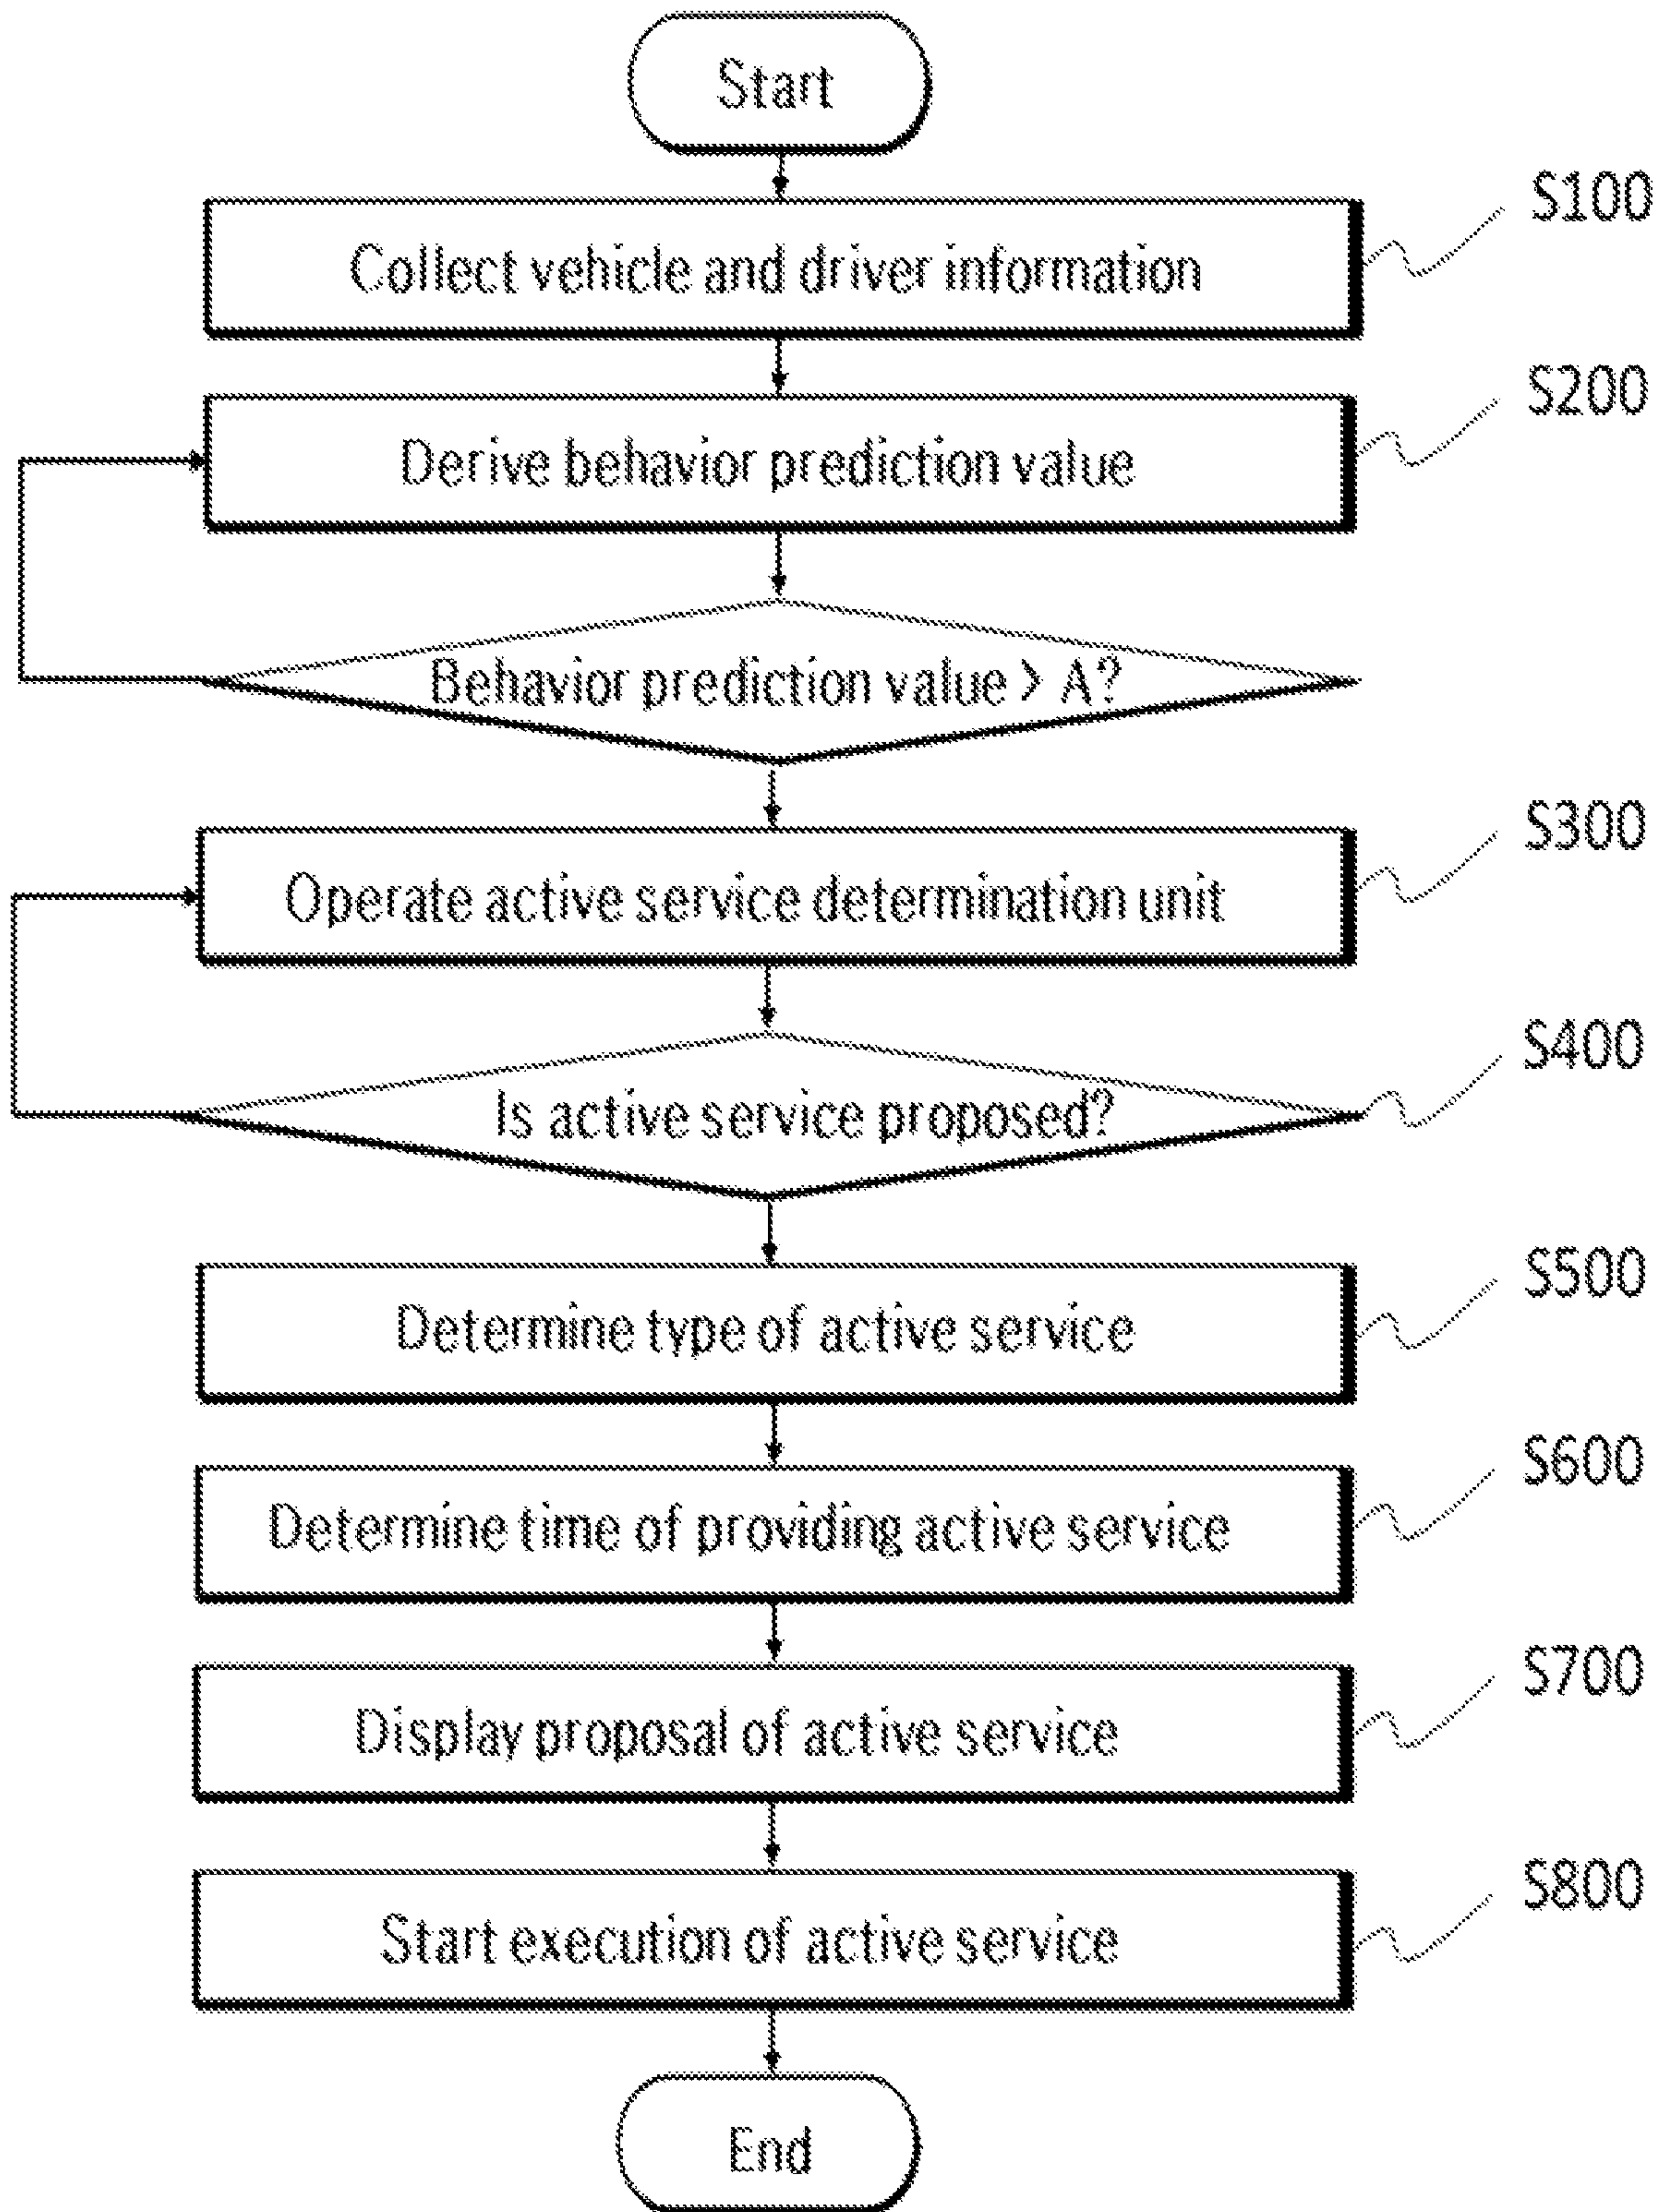 Start
S100
Collect vehicle and driver information
S200
Derive behavior prediction value
Behavior prediction value > A?
S300
Operate active service determination unit
S400
Is active service proposed?
S500
Determine type of active service
S600
Determine time of providing active service
S700
Display proposal of active service
S800
Start execution of active service
End